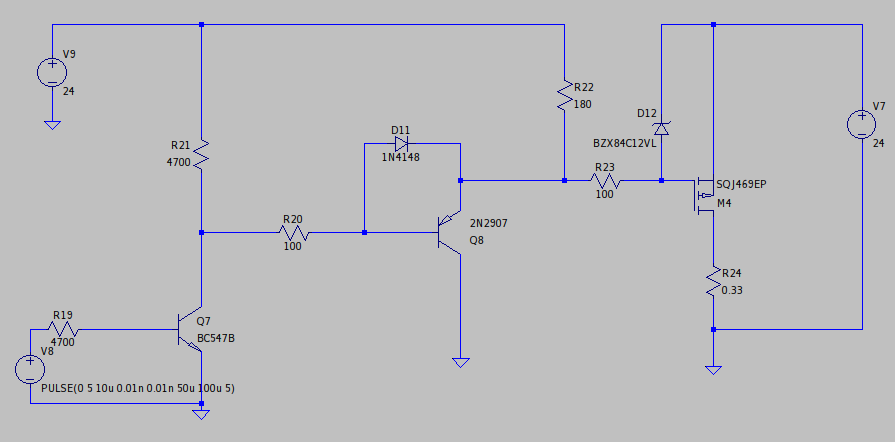 V9
+
−
24
R21
4700
D11
1N4148
R22
180
D12
BZX84C12VL
V7
+
−
24
R23
100
SQJ469EP
M4
R20
100
2N2907
Q8
R24
0.33
R19
4700
Q7
BC547B
V8
+
−
PULSE(0 5 10u 0.01n 0.01n 50u 100u 5)